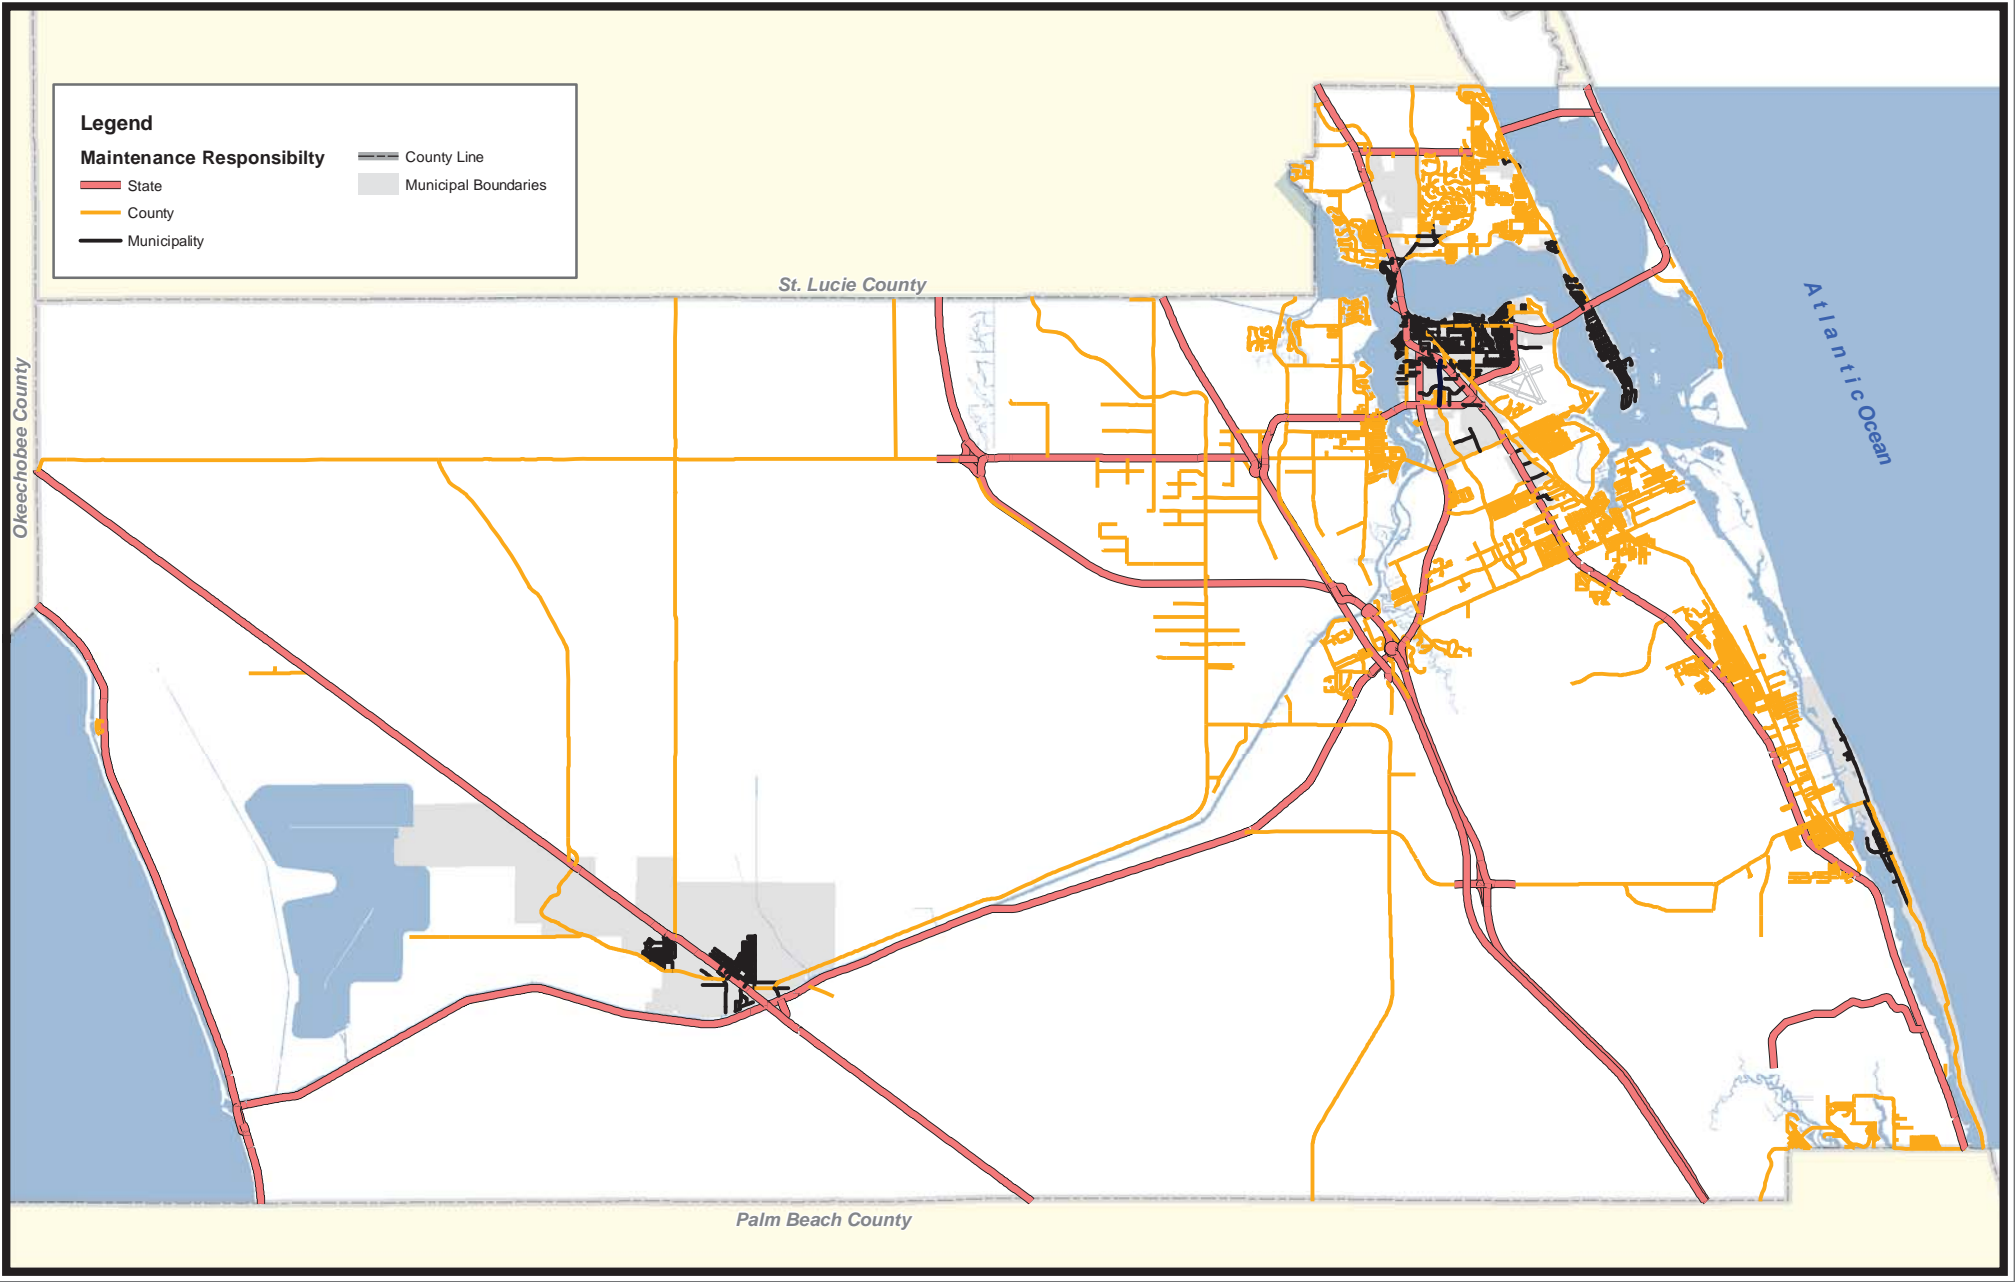 Legend
Maintenance Responsibilty
State
County
Municipality
County Line
Municipal Boundaries
St. Lucie County
Okeechobee County
Atlantic Ocean
Palm Beach County